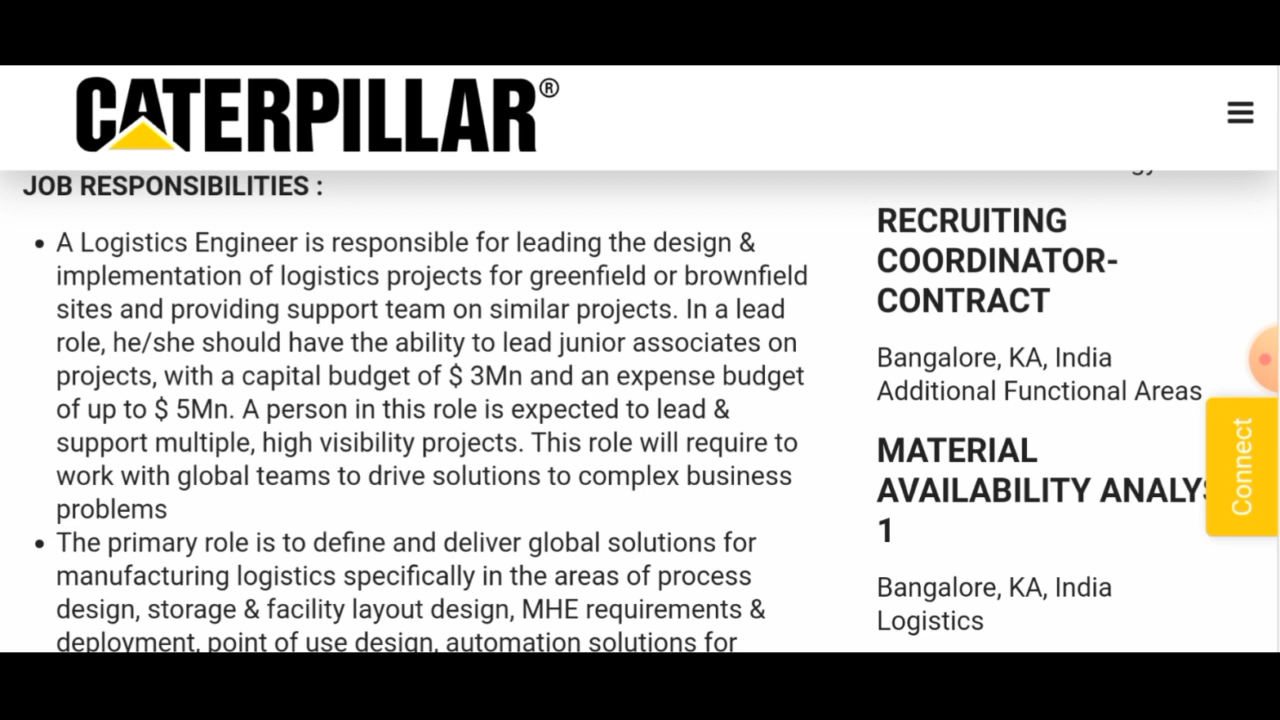 CATERPILLAR®
JOB RESPONSIBILITIES :
• A Logistics Engineer is responsible for leading the design &
implementation of logistics projects for greenfield or brownfield
sites and providing support team on similar projects. In a lead
role, he/she should have the ability to lead junior associates on
projects, with a capital budget of $ 3Mn and an expense budget
of up to $ 5Mn. A person in this role is expected to lead &
support multiple, high visibility projects. This role will require to
work with global teams to drive solutions to complex business
problems
• The primary role is to define and deliver global solutions for
manufacturing logistics specifically in the areas of process
design, storage & facility layout design, MHE requirements &
deployment, point of use design, automation solutions for
RECRUITING
COORDINATOR-
CONTRACT
Bangalore, KA, India
Additional Functional Areas
MATERIAL
AVAILABILITY
1
Bangalore, KA, India
Logistics
Connect